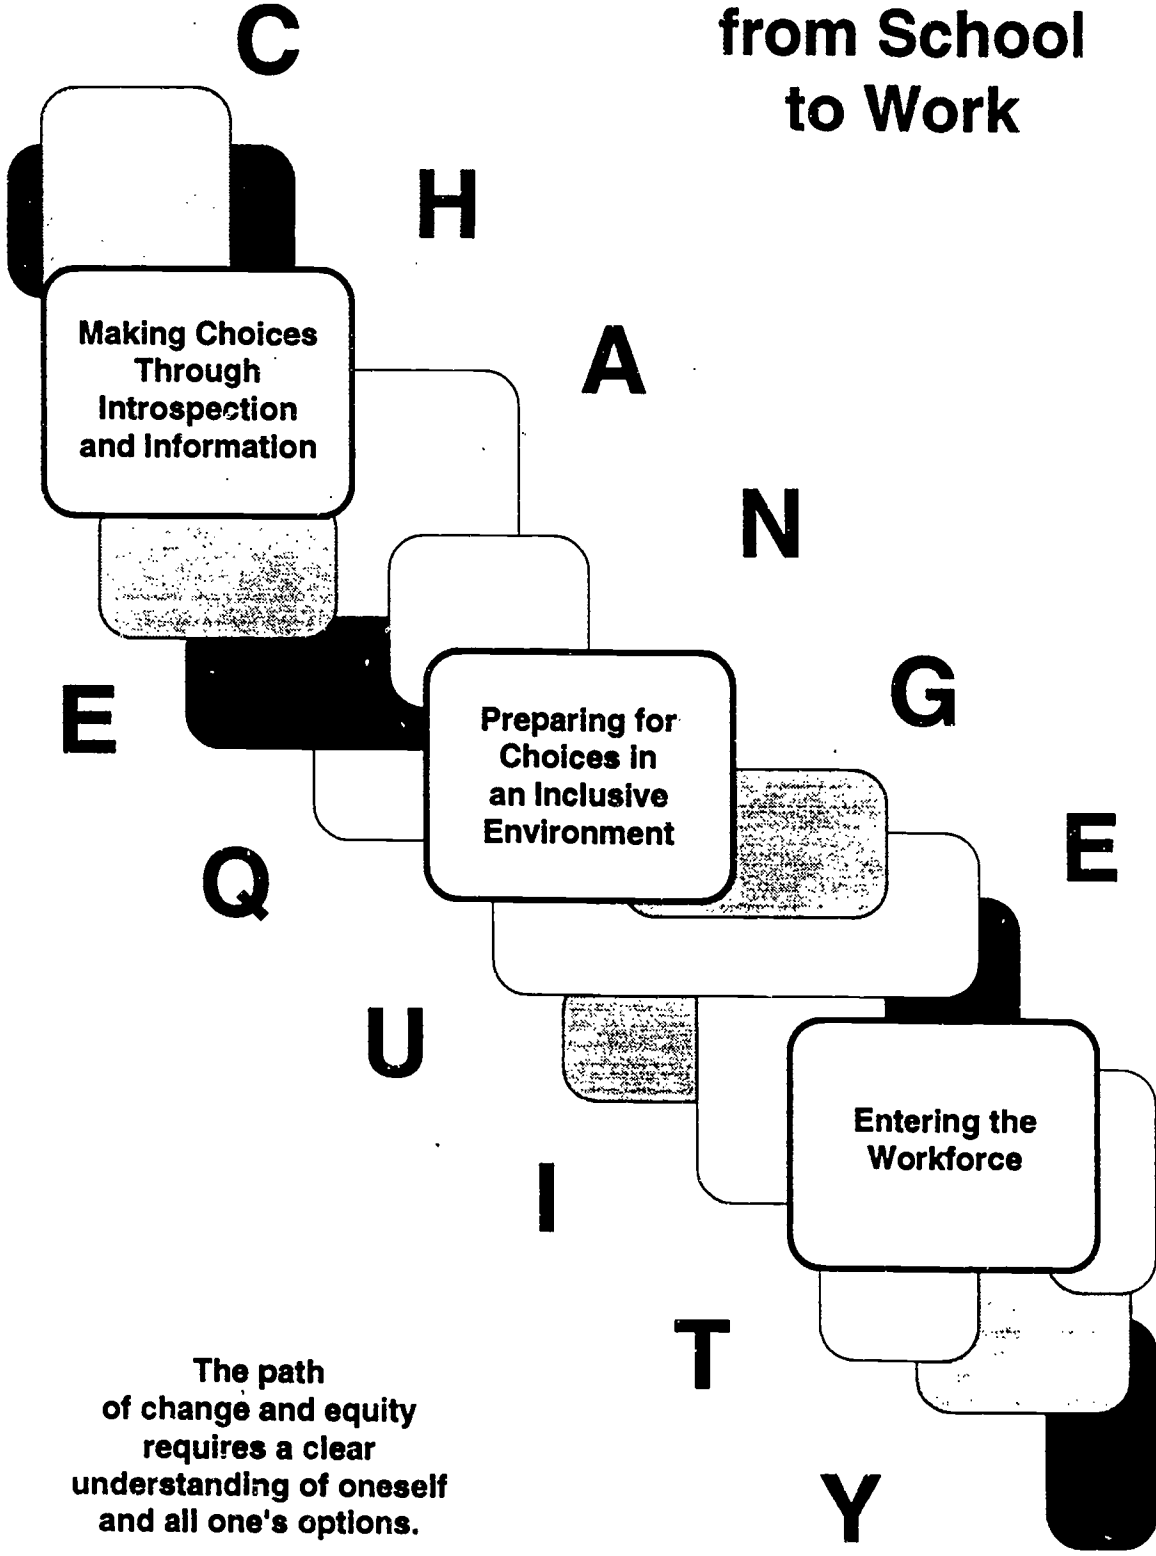 from School
to Work
C
H
A
N
G
E
Making Choices
Through
Introspection
and Information
E
Q
U
I
T
Y
Preparing for
Choices in
an Inclusive
Environment
Entering the
Workforce
The path
of change and equity
requires a clear
understanding of oneself
and all one's options.